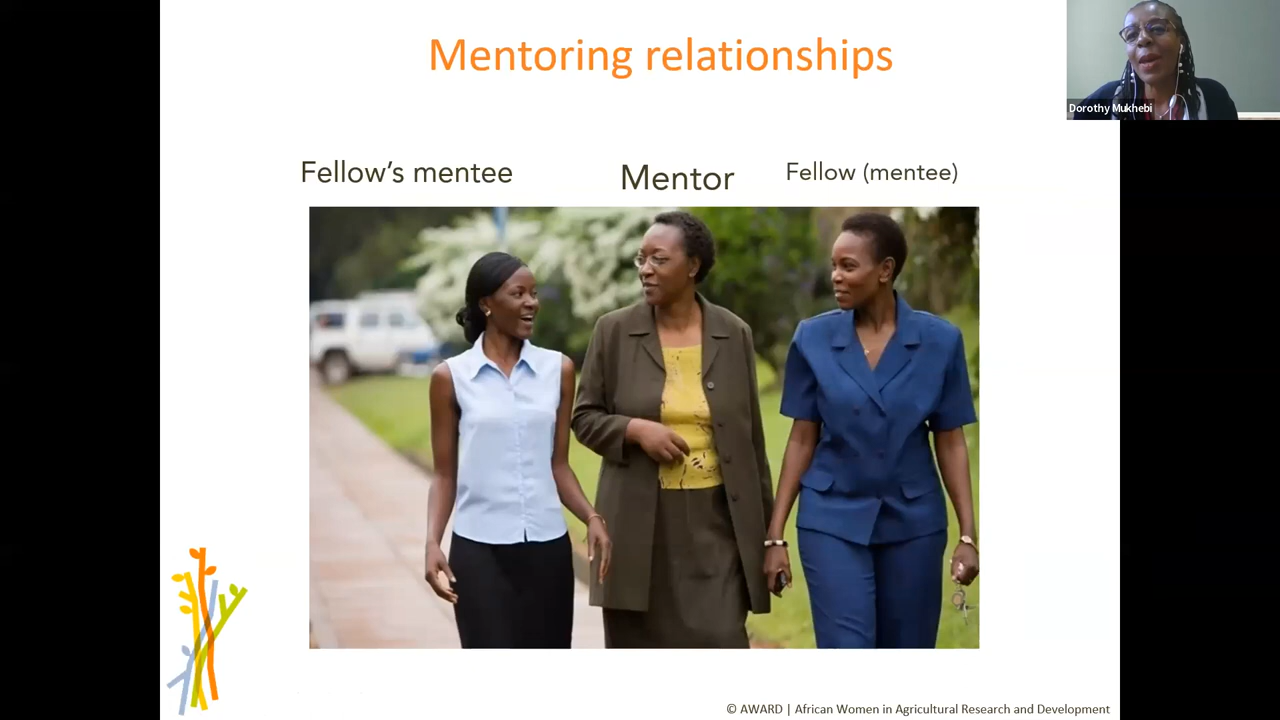 Mentoring relationships
Dorothy Mukhebi
Fellow’s mentee
Mentor
Fellow (mentee)
© AWARD | African Women in Agricultural Research and Development